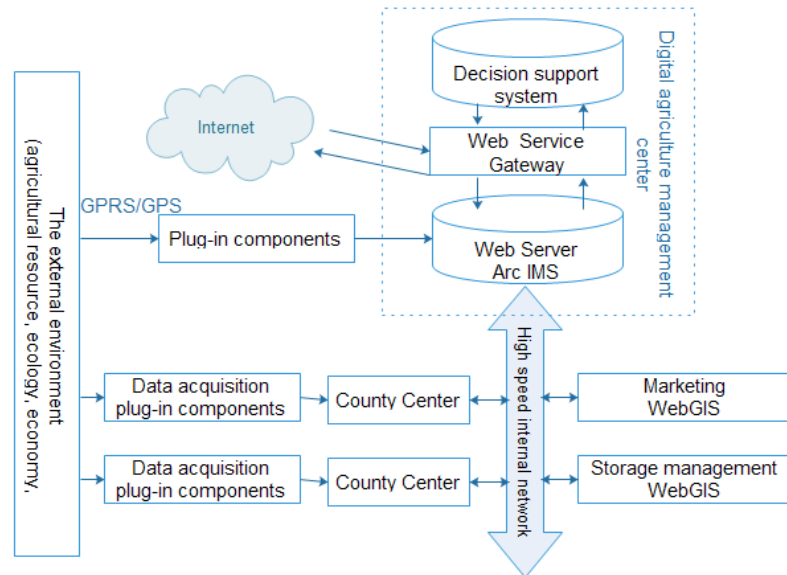 Decision support
system
Digital agriculture management
center
Internet
Web Service
Gateway
The external environment
(agricultural resource, ecology, economy,
GPRS/GPS
Plug-in components
Web Server
Arc IMS
High speed internal network
Data acquisition
plug-in components
County Center
Marketing
WebGIS
Data acquisition
plug-in components
County Center
Storage management
WebGIS